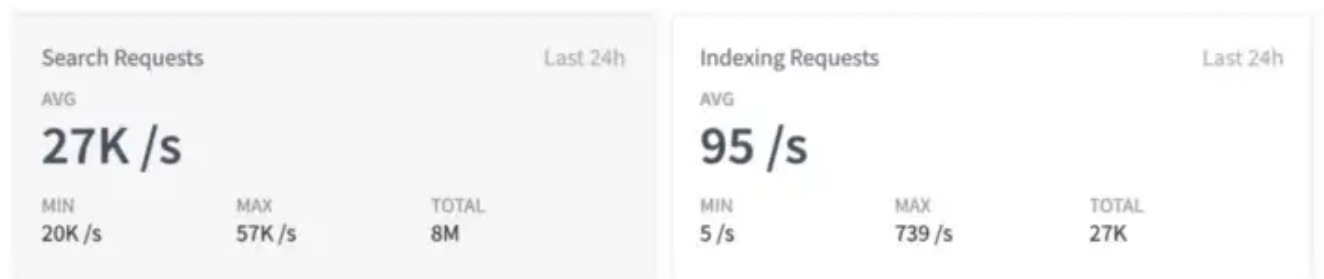 Search Requests Last 24h
AVG
27K /s
MIN MAX TOTAL
20K /s 57K /s 8M
Indexing Requests Last 24h
AVG
95 /s
MIN MAX TOTAL
5 /s 739 /s 27K